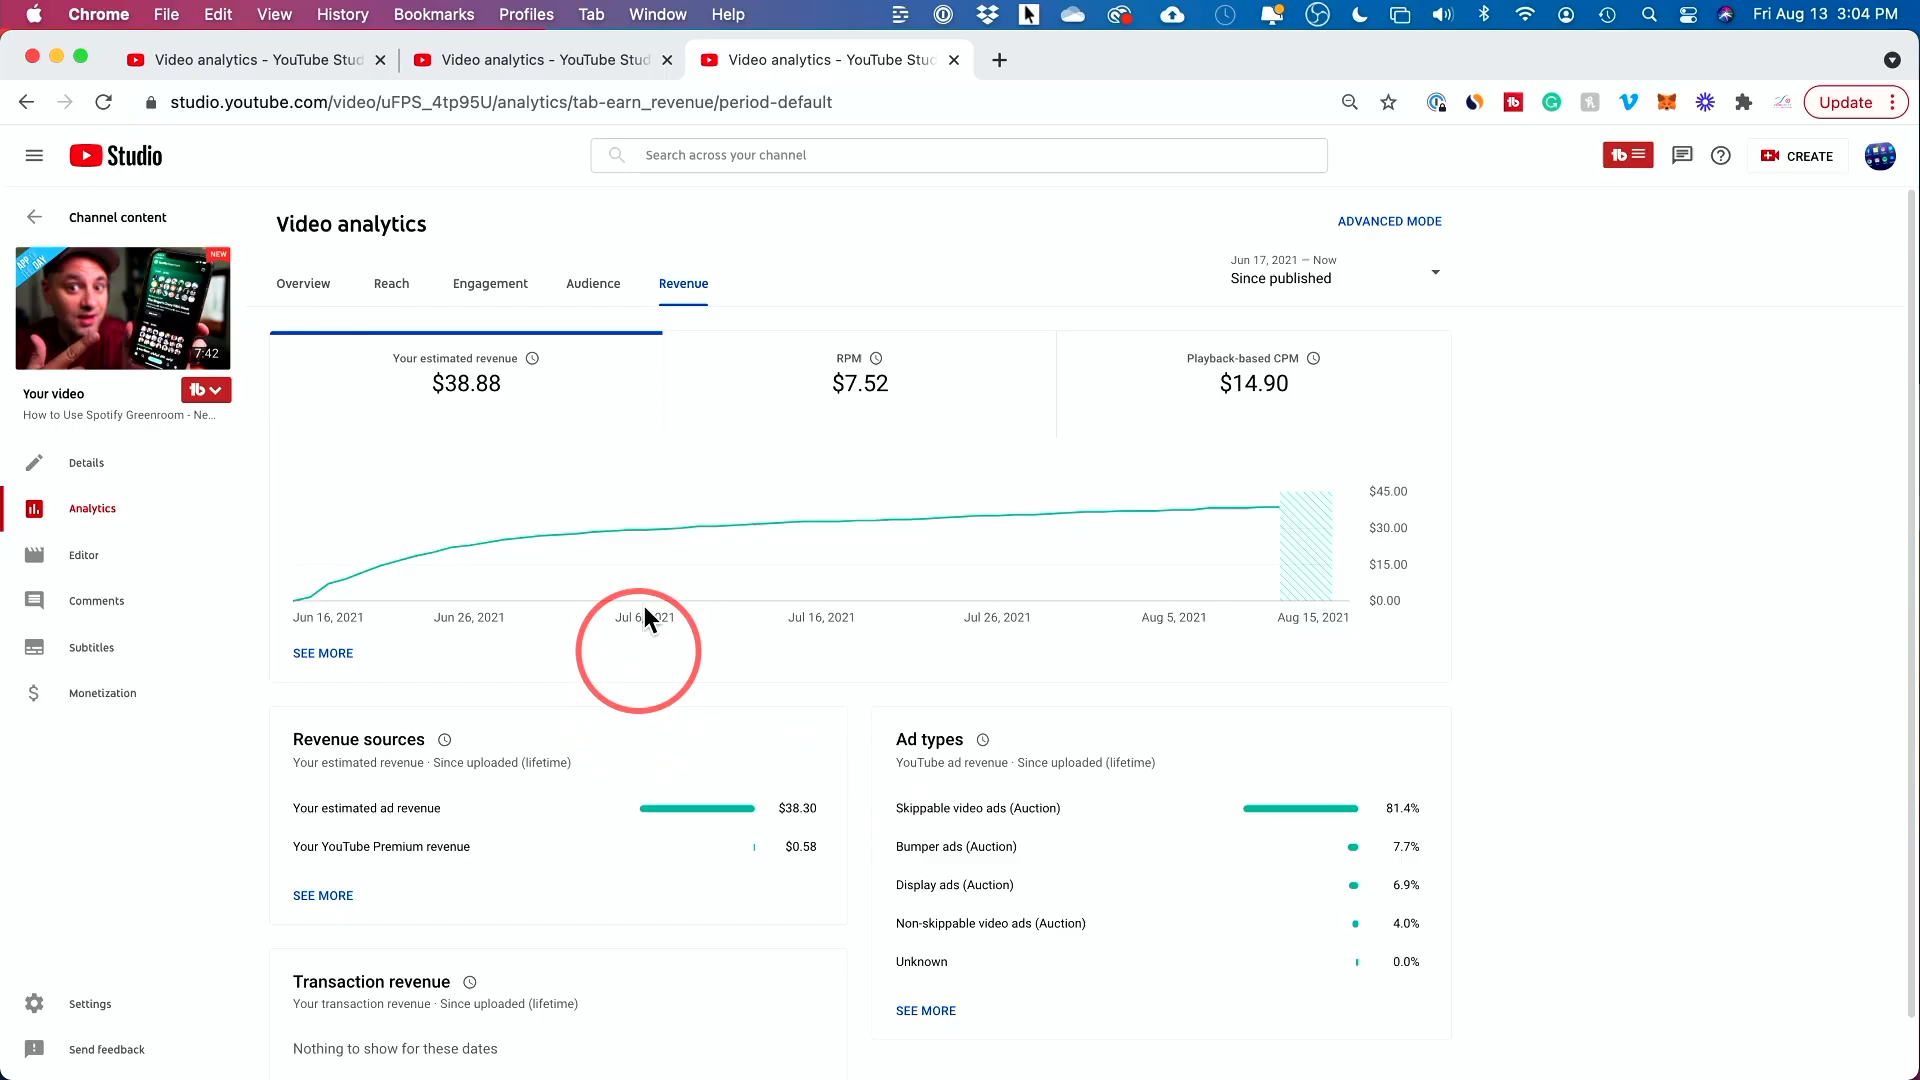 Chrome File Edit View History Bookmarks Profiles Tab Window Help Fri Aug 13 3:04 PM
Video analytics - YouTube Stud Video analytics - YouTube Stud Video analytics - YouTube Stud
studio.youtube.com/video/uFPS_4tp95U/analytics/tab-earn_revenue/period-default Update
Studio Search across your channel CREATE
Channel content
NEW
APP OF THE DAY
7:42
Your video
How to Use Spotify Greenroom - Ne...
Details
Analytics
Editor
Comments
Subtitles
Monetization
Settings
Send feedback
Video analytics ADVANCED MODE
Overview Reach Engagement Audience Revenue
Jun 17, 2021 – Now
Since published
Your estimated revenue RPM Playback-based CPM
$38.88 $7.52 $14.90
$45.00
$30.00
$15.00
$0.00
Jun 16, 2021 Jun 26, 2021 Jul 6, 2021 Jul 16, 2021 Jul 26, 2021 Aug 5, 2021 Aug 15, 2021
SEE MORE
Revenue sources
Your estimated revenue · Since uploaded (lifetime)
Your estimated ad revenue $38.30
Your YouTube Premium revenue $0.58
SEE MORE
Ad types
YouTube ad revenue · Since uploaded (lifetime)
Skippable video ads (Auction) 81.4%
Bumper ads (Auction) 7.7%
Display ads (Auction) 6.9%
Non-skippable video ads (Auction) 4.0%
Unknown 0.0%
SEE MORE
Transaction revenue
Your transaction revenue · Since uploaded (lifetime)
Nothing to show for these dates